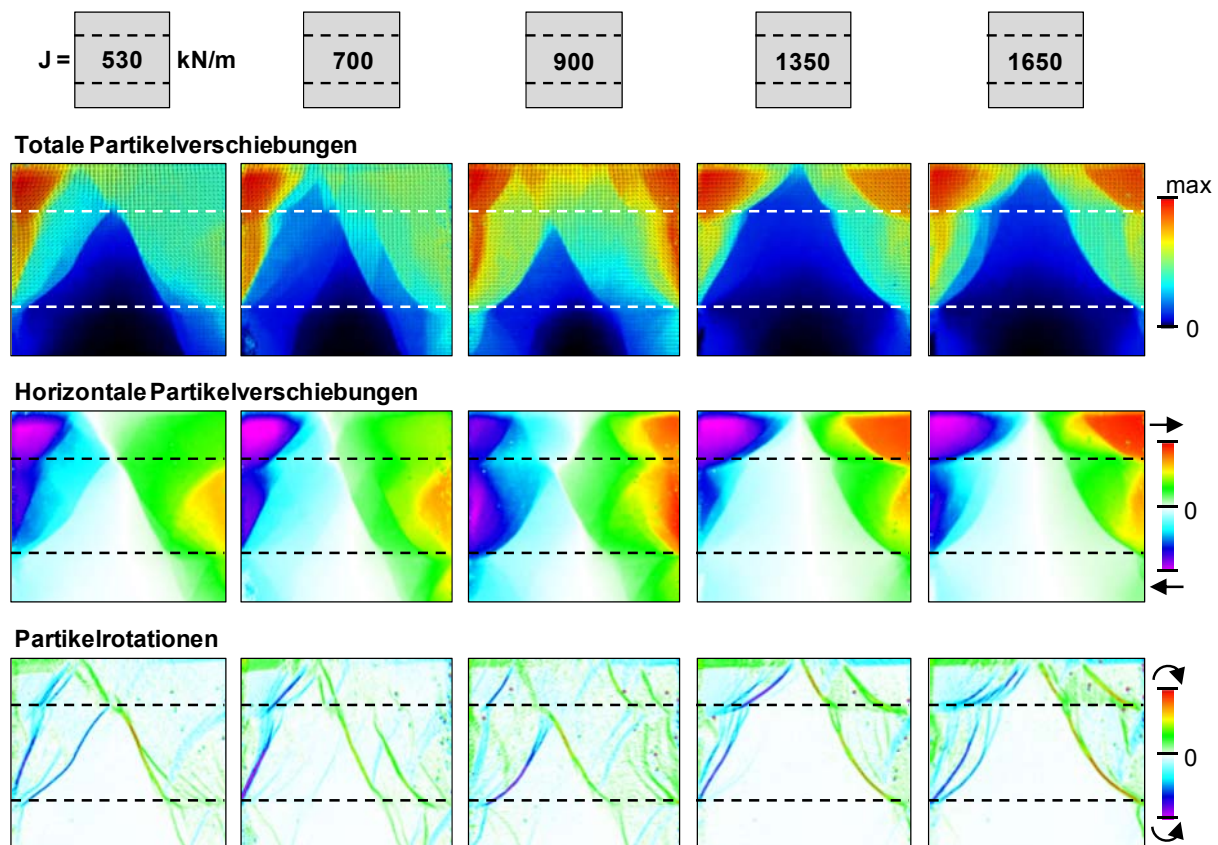 J = 530 kN/m 700 900 1350 1650
Totale Partikelverschiebungen
max
0
Horizontale Partikelverschiebungen
0
Partikelrotationen
0